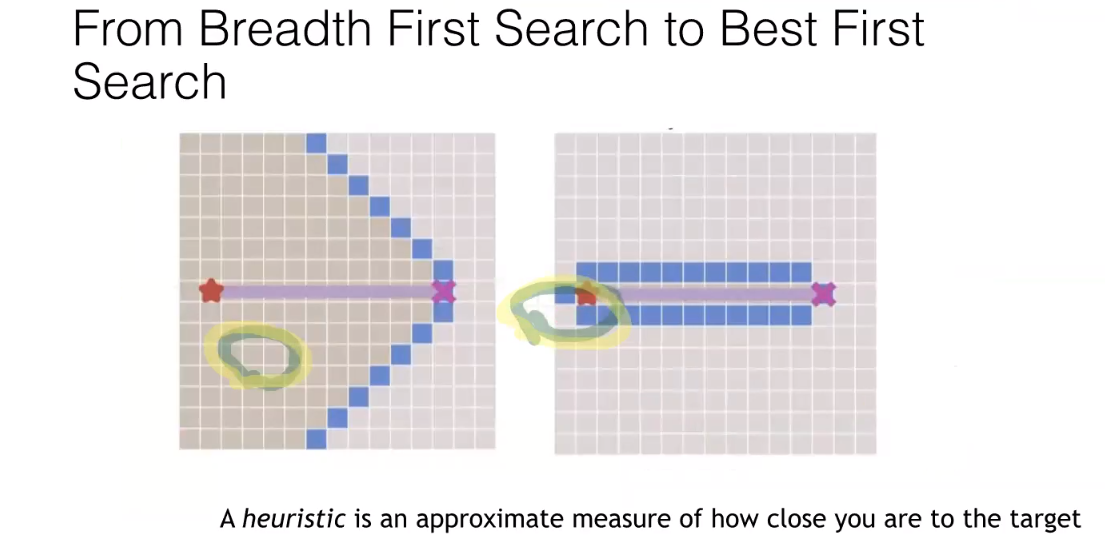 From Breadth First Search to Best First
Search
A heuristic is an approximate measure of how close you are to the target